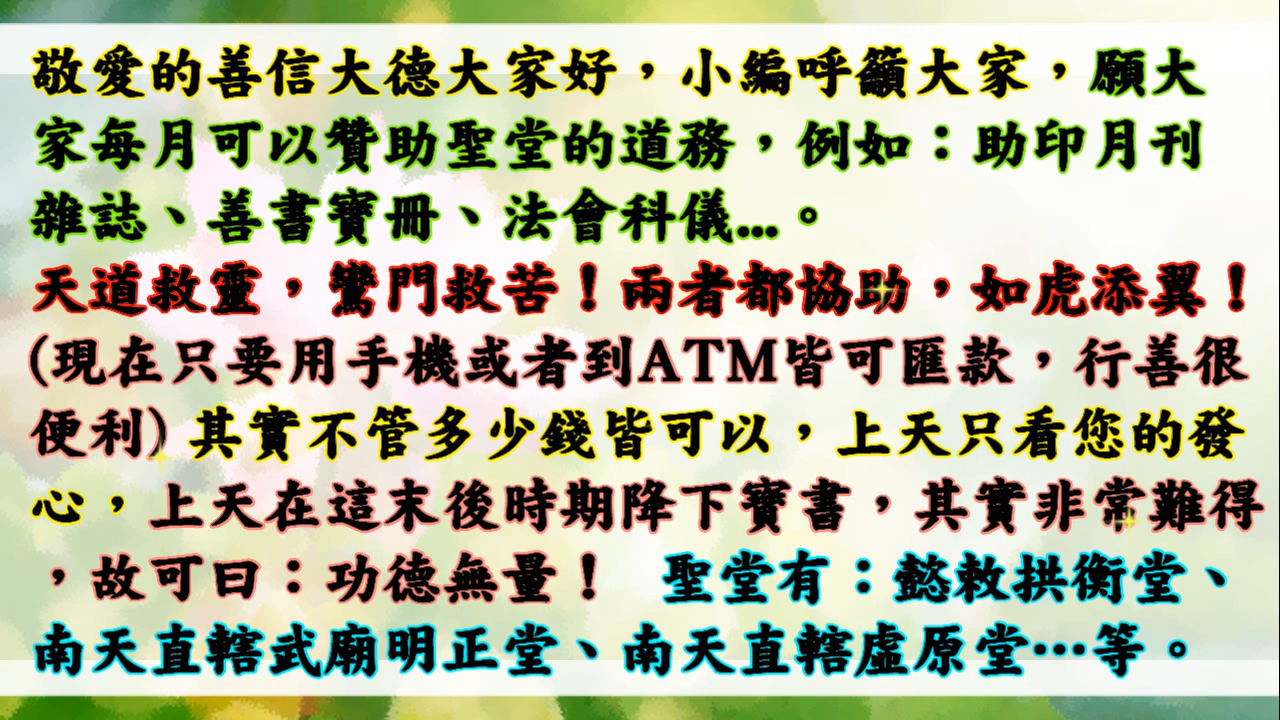 敬愛的善信大德大家好，小編呼籲大家，願大
家每月可以贊助聖堂的道務，例如：助印月刊
雜誌、善書寶冊、法會科儀...。
天道救靈，鸞門救苦！兩者都協助，如虎添翼！
(現在只要用手機或者到ATM皆可匯款，行善很
便利) 其實不管多少錢皆可以，上天只看您的發
心，上天在這末後時期降下寶書，其實非常難得
，故可曰：功德無量！ 聖堂有：懿敕拱衡堂、
南天直轄武廟明正堂、南天直轄虛原堂…等。